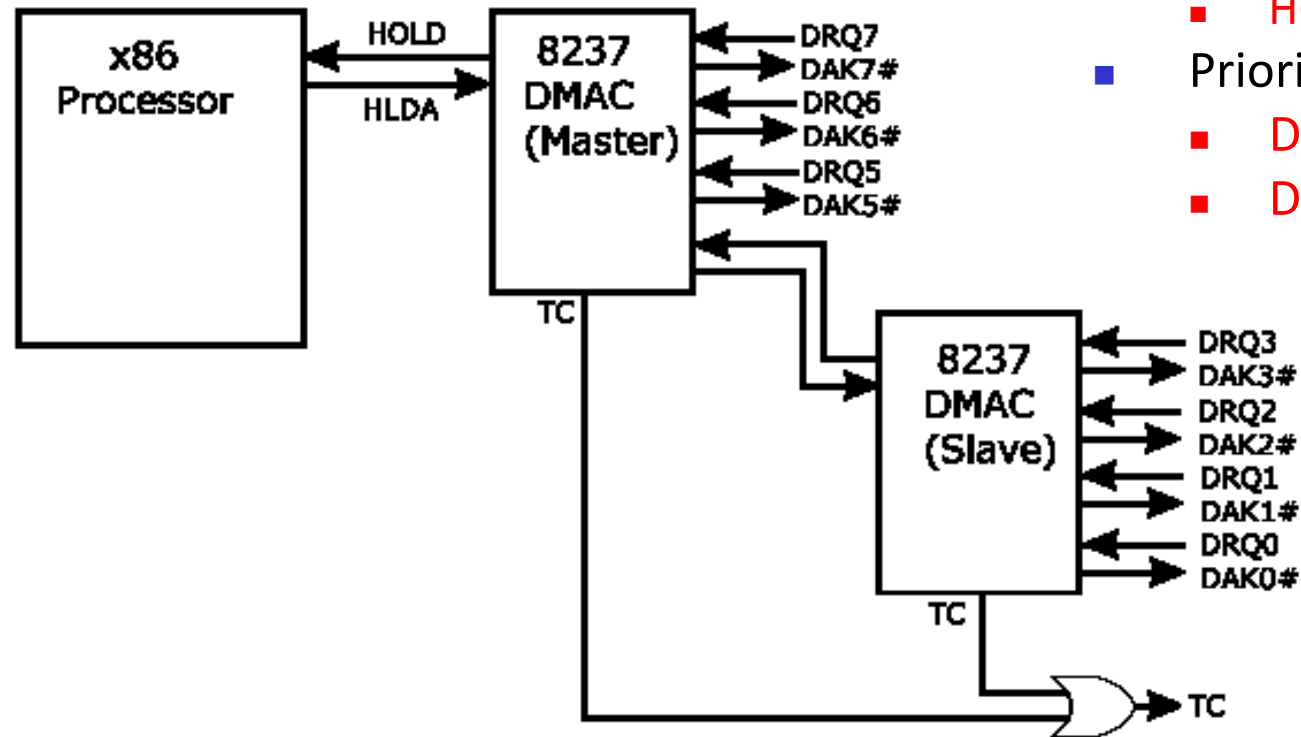 x86
Processor
HOLD
HLDA
8237
DMAC
(Master)
DRQ7
DAK7#
DRQ6
DAK6#
DRQ5
DAK5#
TC
8237
DMAC
(Slave)
DRQ3
DAK3#
DRQ2
DAK2#
DRQ1
DAK1#
DRQ0
DAK0#
TC
TC
Priori
D
D